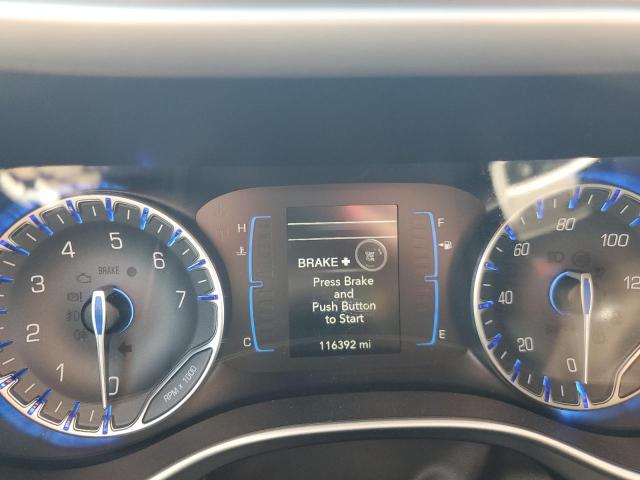 H
F
BRAKE +
Press Brake
and
Push Button
to Start
116392 mi
C
E
0
1
2
3
4
5
6
7
BRAKE
RPM x 1000
0
20
40
60
80
100